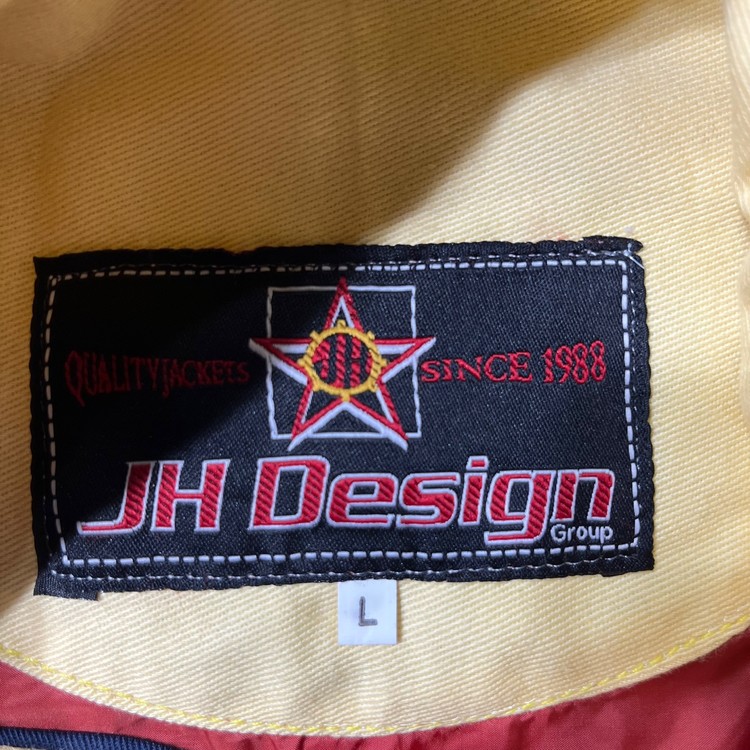 QUALITY JACKETS
JH
SINCE 1988
JH Design
Group
L